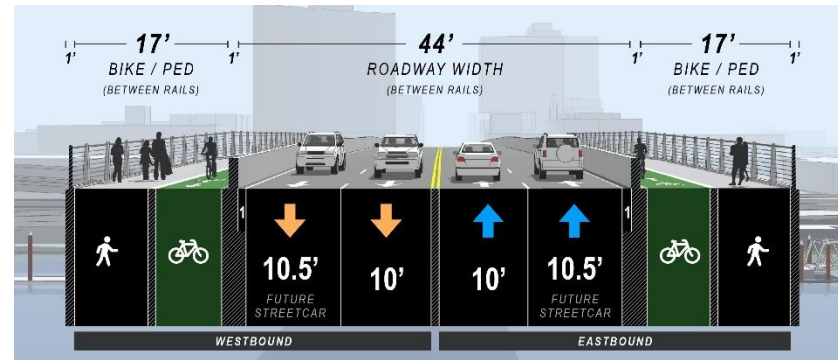 17' 44' 17'
1' 1' 1' 1'
BIKE / PED ROADWAY WIDTH BIKE / PED
(BETWEEN RAILS) (BETWEEN RAILS) (BETWEEN RAILS)
1 1
10.5' 10' 10' 10.5'
FUTURE FUTURE
STREETCAR STREETCAR
WESTBOUND EASTBOUND